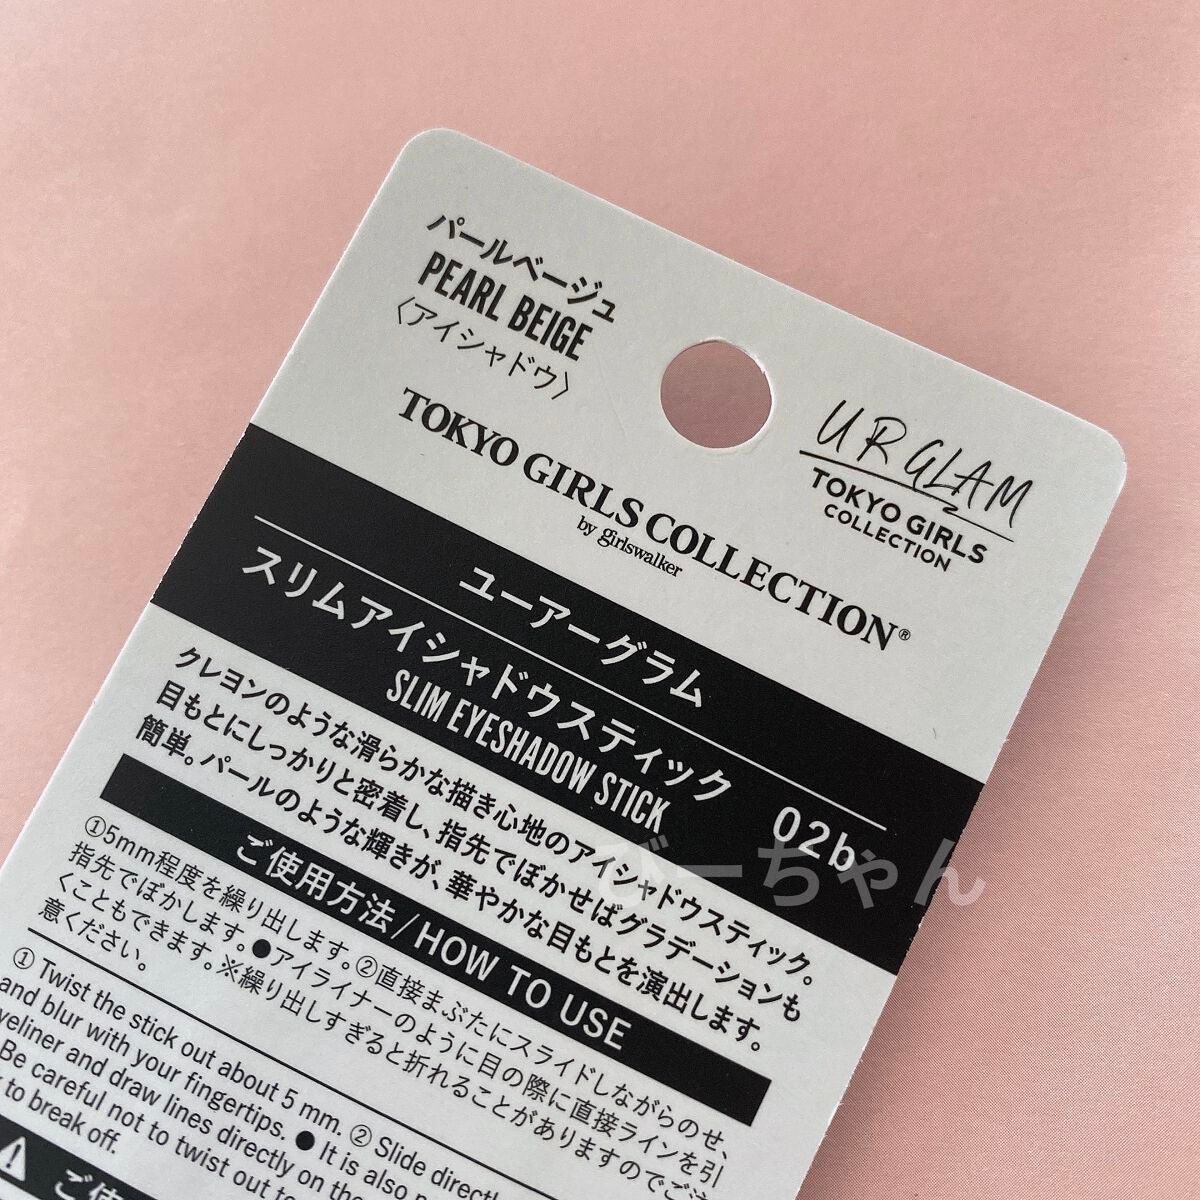 パールベージュ
PEARL BEIGE
〈アイシャドウ〉
URGLAM
TOKYO GIRLS
COLLECTION
TOKYO GIRLS COLLECTION®
by girlswalker
ユーアーグラム
スリムアイシャドウスティック 02b
SLIM EYESHADOW STICK
クレヨンのような滑らかな描き心地のアイシャドウスティック。
目もとにしっかりと密着し、指先でぼかせばグラデーションも
簡単。パールのような輝きが、華やかな目もとを演出します。
びーちゃん
ご使用方法/HOW TO USE
①5mm程度を繰り出します。②直接まぶたにスライドしながらのせ、
指先でぼかします。●アイライナーのように目の際に直接ラインを引
くこともできます。※繰り出しすぎると折れることがありますのでご注
意ください。
① Twist the stick out about 5 mm. ② Slide direct
and blur with your fingertips. ● It is also
yeliner and draw lines directly on the
Be careful not to twist out to
to break off.
ご使